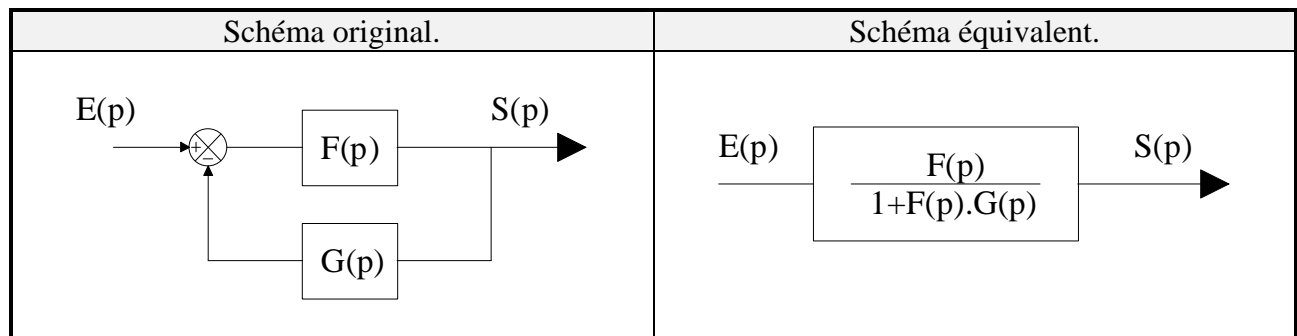 Schéma original.
Schéma équivalent.
E(p)
S(p)
+
−
F(p)
G(p)
E(p)
F(p)
1+F(p).G(p)
S(p)